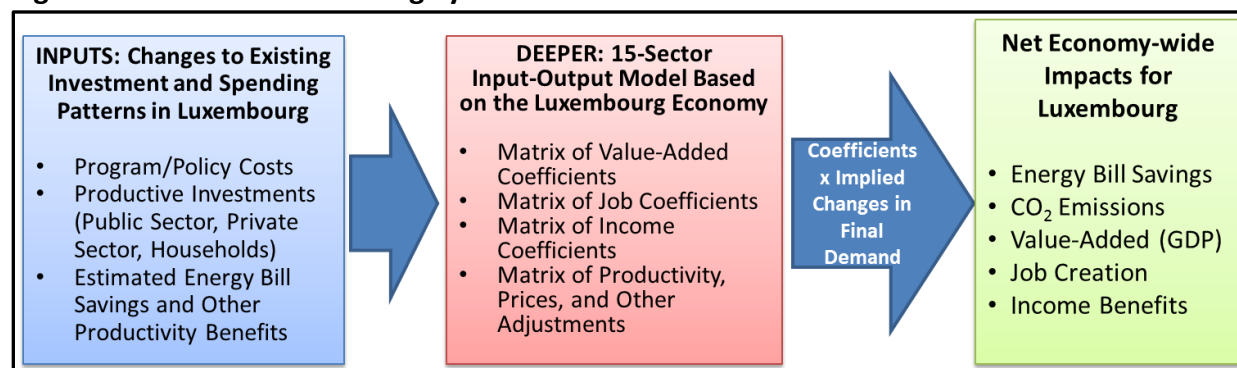 INPUTS: Changes to Existing
Investment and Spending
Patterns in Luxembourg
• Program/Policy Costs
• Productive Investments
(Public Sector, Private
Sector, Households)
• Estimated Energy Bill
Savings and Other
Productivity Benefits
DEEPER: 15-Sector
Input-Output Model Based
on the Luxembourg Economy
• Matrix of Value-Added
Coefficients
• Matrix of Job Coefficients
• Matrix of Income
Coefficients
• Matrix of Productivity,
Prices, and Other
Adjustments
Coefficients
x Implied
Changes in
Final
Demand
Net Economy-wide
Impacts for
Luxembourg
• Energy Bill Savings
• CO₂ Emissions
• Value-Added (GDP)
• Job Creation
• Income Benefits